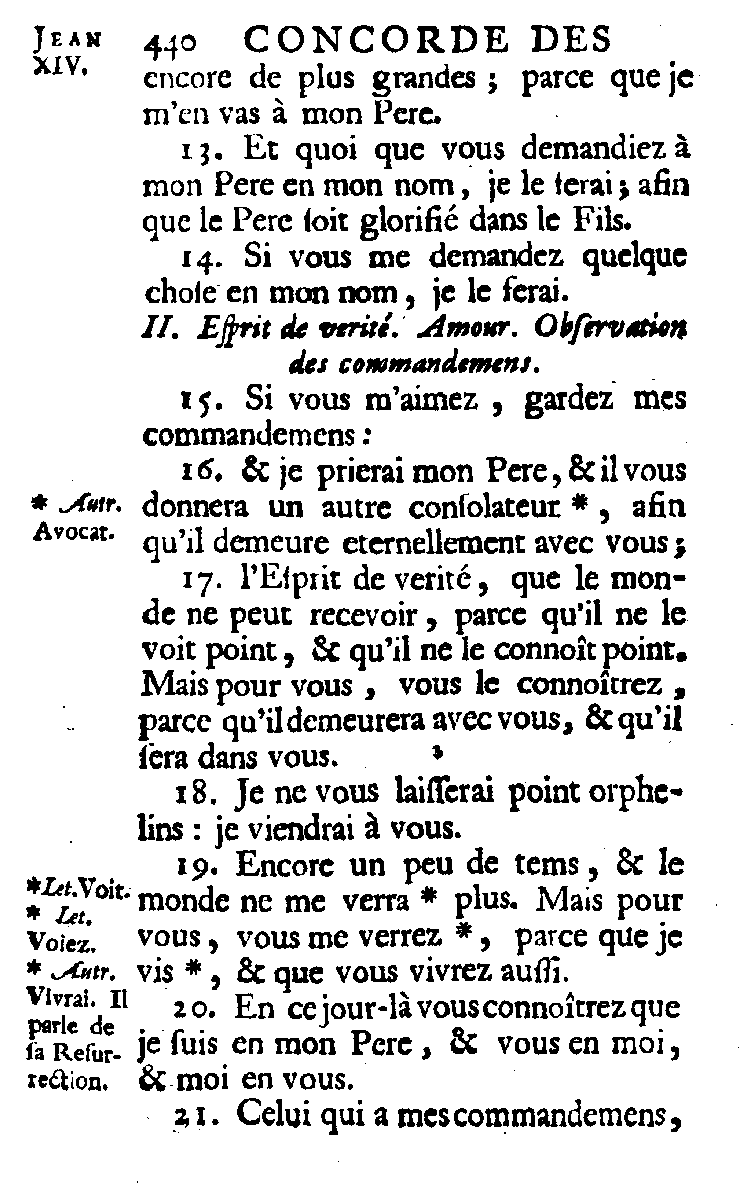 JEAN
XIV.
440 CONCORDE DES
encore de plus grandes ; parce que je
m'en vas à mon Pere.
13. Et quoi que vous demandiez à
mon Pere en mon nom, je le ferai ; afin
que le Pere ſoit glorifié dans le Fils.
14. Si vous me demandez quelque
choſe en mon nom, je le ferai.
II. Eſprit de verité. Amour. Obſervation
des commandemens.
15. Si vous m'aimez , gardez mes
commandemens :
16. & je prierai mon Pere, & il vous
donnera un autre conſolateur * , afin
qu'il demeure eternellement avec vous ;
17. l'Eſprit de verité , que le mon-
de ne peut recevoir , parce qu'il ne le
voit point , & qu'il ne le connoît point.
Mais pour vous , vous le connoîtrez ,
parce qu'il demeurera avec vous, & qu'il
ſera dans vous.
18. Je ne vous laiſſerai point orphe-
lins : je viendrai à vous.
19. Encore un peu de tems , & le
monde ne me verra * plus. Mais pour
vous , vous me verrez * , parce que je
vis * , & que vous vivrez auſſi.
20. En ce jour-là vous connoîtrez que
je ſuis en mon Pere , & vous en moi ,
& moi en vous.
21. Celui qui a mes commandemens ,
* Autr.
Avocat.
* Let. Voit.
* Let.
Voiez.
* Autr.
Vivrai. Il
parle de
ſa Reſur-
rection.